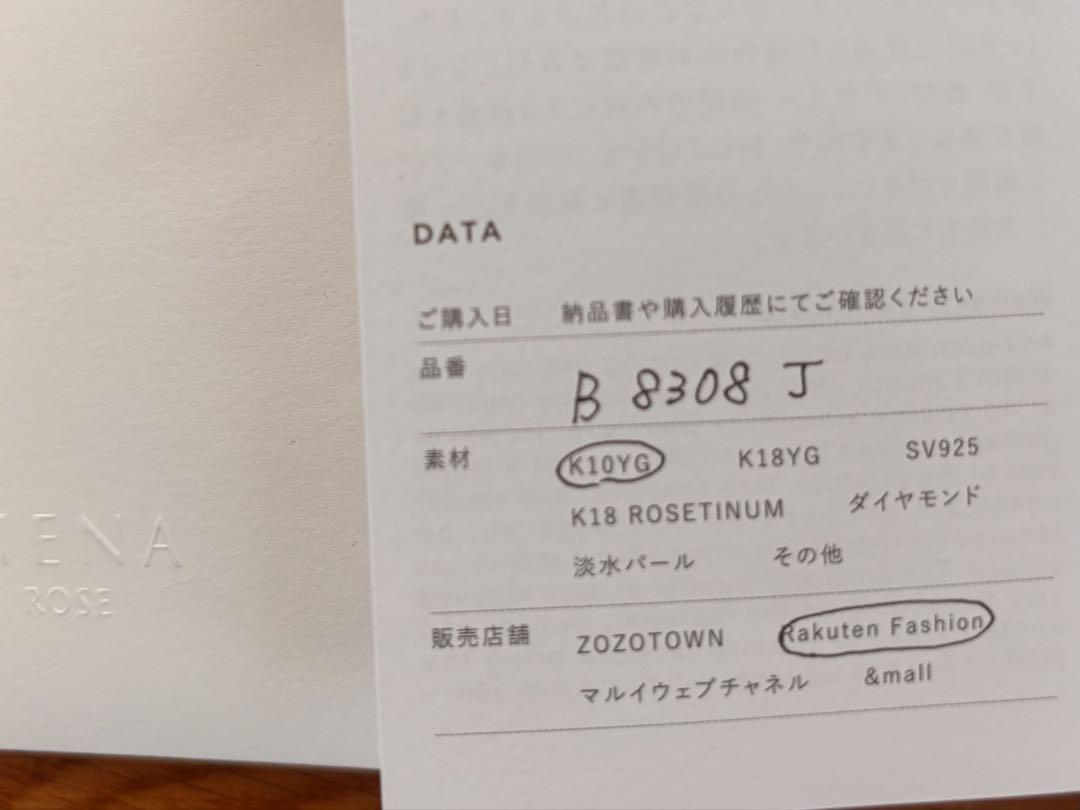 DATA
ご購入日 納品書や購入履歴にてご確認ください
品番 B 8308 J
素材 K10YG K18YG SV925
K18 ROSETINUM ダイヤモンド
淡水パール その他
販売店舗 ZOZOTOWN Rakuten Fashion
マルイウェブチャネル &mall
ENA
ROSE